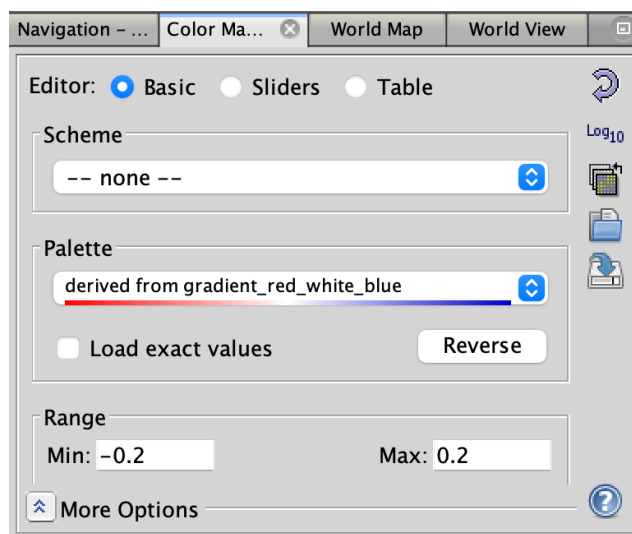 Navigation – ... Color Ma... World Map World View
Editor: Basic Sliders Table
Scheme
Log10
-- none --
Palette
derived from gradient_red_white_blue
Load exact values Reverse
Range
Min: -0.2 Max: 0.2
More Options ?